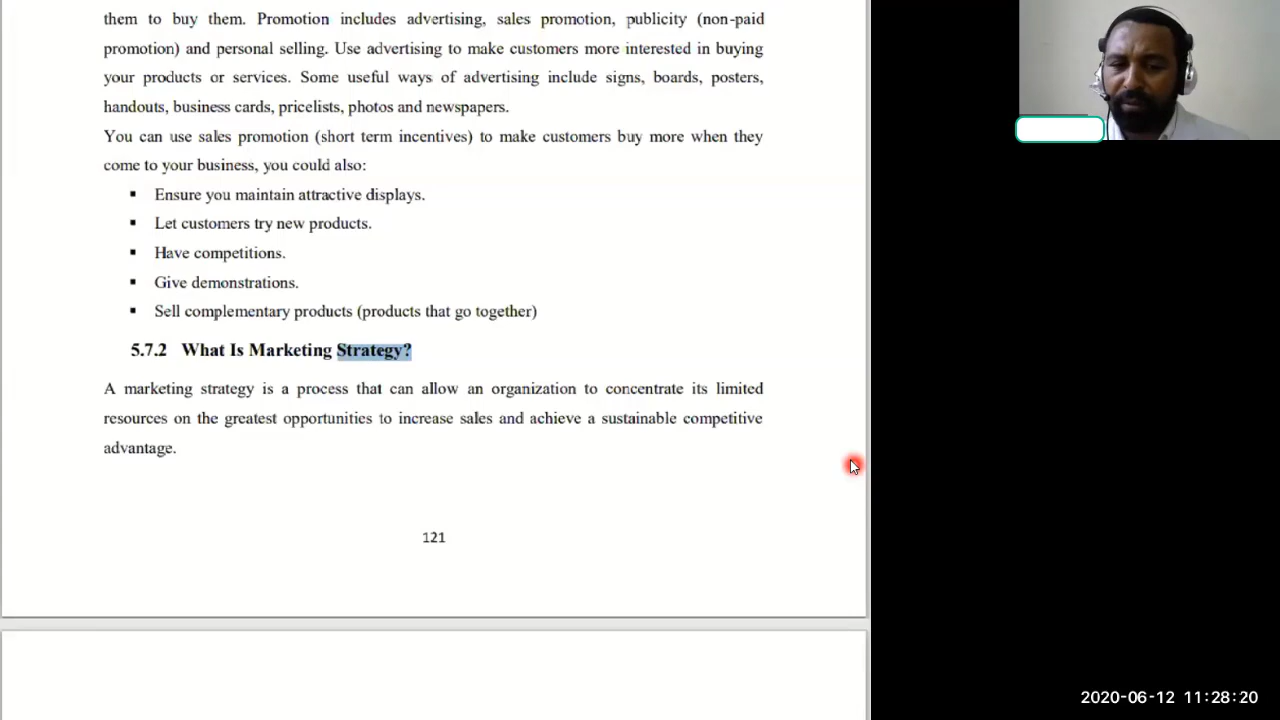 them to buy them. Promotion includes advertising, sales promotion, publicity (non-paid
promotion) and personal selling. Use advertising to make customers more interested in buying
your products or services. Some useful ways of advertising include signs, boards, posters,
handouts, business cards, pricelists, photos and newspapers.
You can use sales promotion (short term incentives) to make customers buy more when they
come to your business, you could also:
▪ Ensure you maintain attractive displays.
▪ Let customers try new products.
▪ Have competitions.
▪ Give demonstrations.
▪ Sell complementary products (products that go together)
5.7.2 What Is Marketing Strategy?
A marketing strategy is a process that can allow an organization to concentrate its limited
resources on the greatest opportunities to increase sales and achieve a sustainable competitive
advantage.
121
2020-06-12 11:28:20